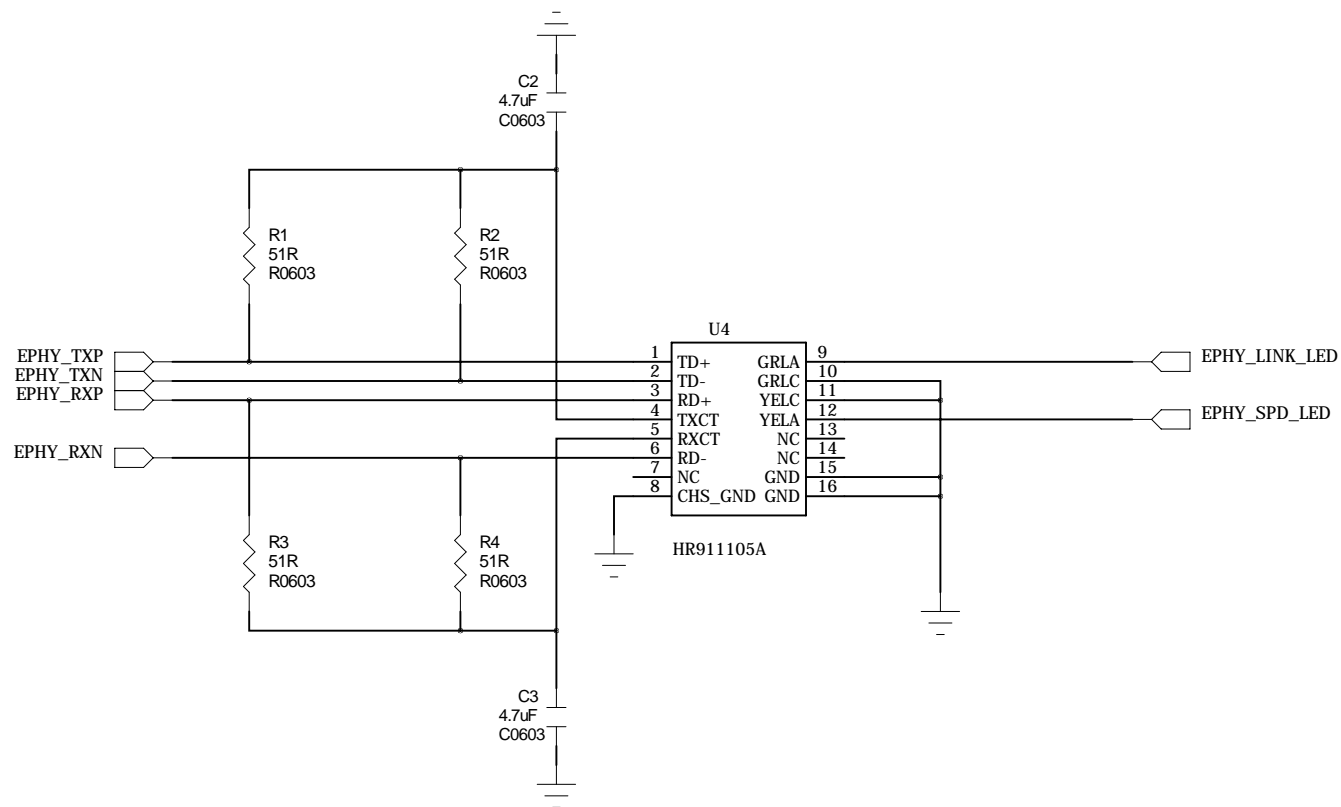 C2
4.7uF
C0603
R1
51R
R0603
R2
51R
R0603
U4
EPHY_TXP
EPHY_TXN
EPHY_RXP
EPHY_RXN
1 TD+ GRLA 9
2 TD- GRLC 10
3 RD+ YELC 11
4 TXCT YELA 12
5 RXCT NC 13
6 RD- NC 14
7 NC GND 15
8 CHS_GND GND 16
EPHY_LINK_LED
EPHY_SPD_LED
HR911105A
R3
51R
R0603
R4
51R
R0603
C3
4.7uF
C0603